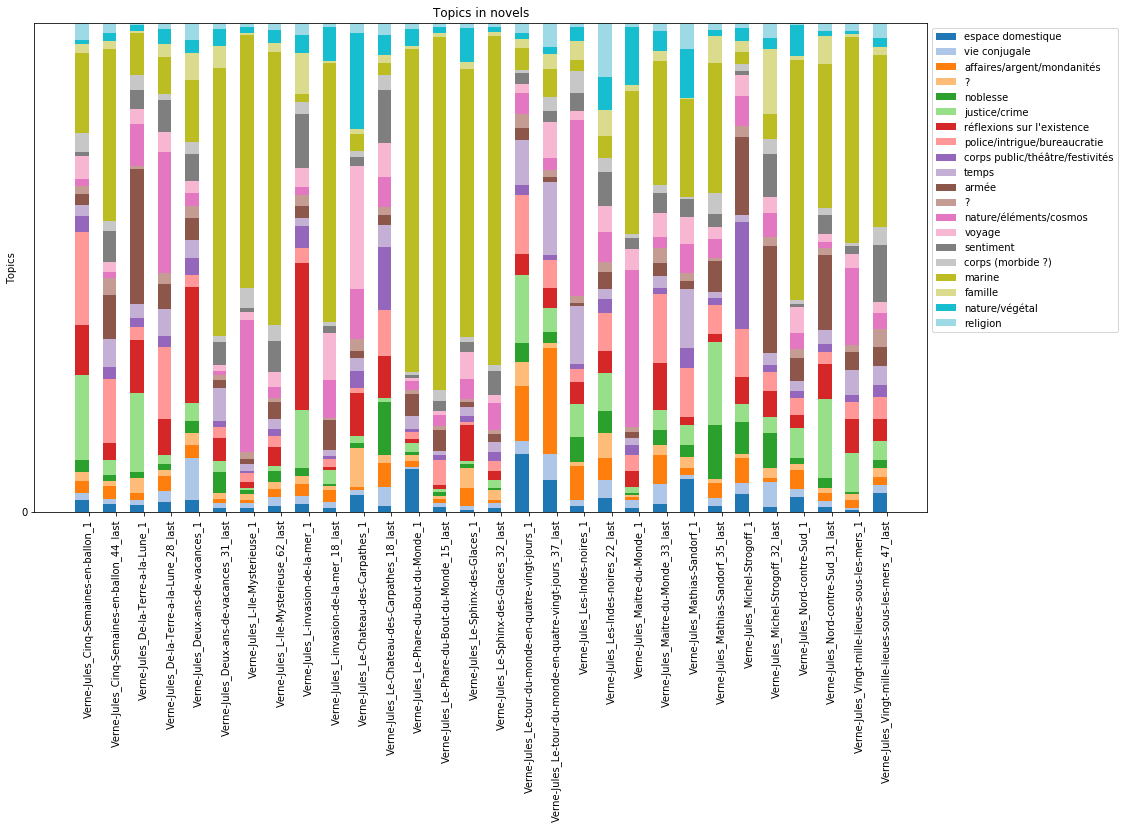 Topics in novels
Topics
0
Verne-Jules_Cinq-Semaines-en-ballon_1
Verne-Jules_Cinq-Semaines-en-ballon_44_last
Verne-Jules_De-la-Terre-a-la-Lune_1
Verne-Jules_De-la-Terre-a-la-Lune_28_last
Verne-Jules_Deux-ans-de-vacances_1
Verne-Jules_Deux-ans-de-vacances_31_last
Verne-Jules_L-Ile-Mysterieuse_1
Verne-Jules_L-Ile-Mysterieuse_62_last
Verne-Jules_L-invasion-de-la-mer_1
Verne-Jules_L-invasion-de-la-mer_18_last
Verne-Jules_Le-Chateau-des-Carpathes_1
Verne-Jules_Le-Chateau-des-Carpathes_18_last
Verne-Jules_Le-Phare-du-Bout-du-Monde_1
Verne-Jules_Le-Phare-du-Bout-du-Monde_15_last
Verne-Jules_Le-Sphinx-des-Glaces_1
Verne-Jules_Le-Sphinx-des-Glaces_32_last
Verne-Jules_Le-tour-du-monde-en-quatre-vingt-jours_1
Verne-Jules_Le-tour-du-monde-en-quatre-vingt-jours_37_last
Verne-Jules_Les-Indes-noires_1
Verne-Jules_Les-Indes-noires_22_last
Verne-Jules_Maitre-du-Monde_1
Verne-Jules_Maitre-du-Monde_33_last
Verne-Jules_Mathias-Sandorf_1
Verne-Jules_Mathias-Sandorf_35_last
Verne-Jules_Michel-Strogoff_1
Verne-Jules_Michel-Strogoff_32_last
Verne-Jules_Nord-contre-Sud_1
Verne-Jules_Nord-contre-Sud_31_last
Verne-Jules_Vingt-mille-lieues-sous-les-mers_1
Verne-Jules_Vingt-mille-lieues-sous-les-mers_47_last
espace domestique
vie conjugale
affaires/argent/mondanités
?
noblesse
justice/crime
réflexions sur l'existence
police/intrigue/bureaucratie
corps public/théâtre/festivités
temps
armée
?
nature/éléments/cosmos
voyage
sentiment
corps (morbide ?)
marine
famille
nature/végétal
religion